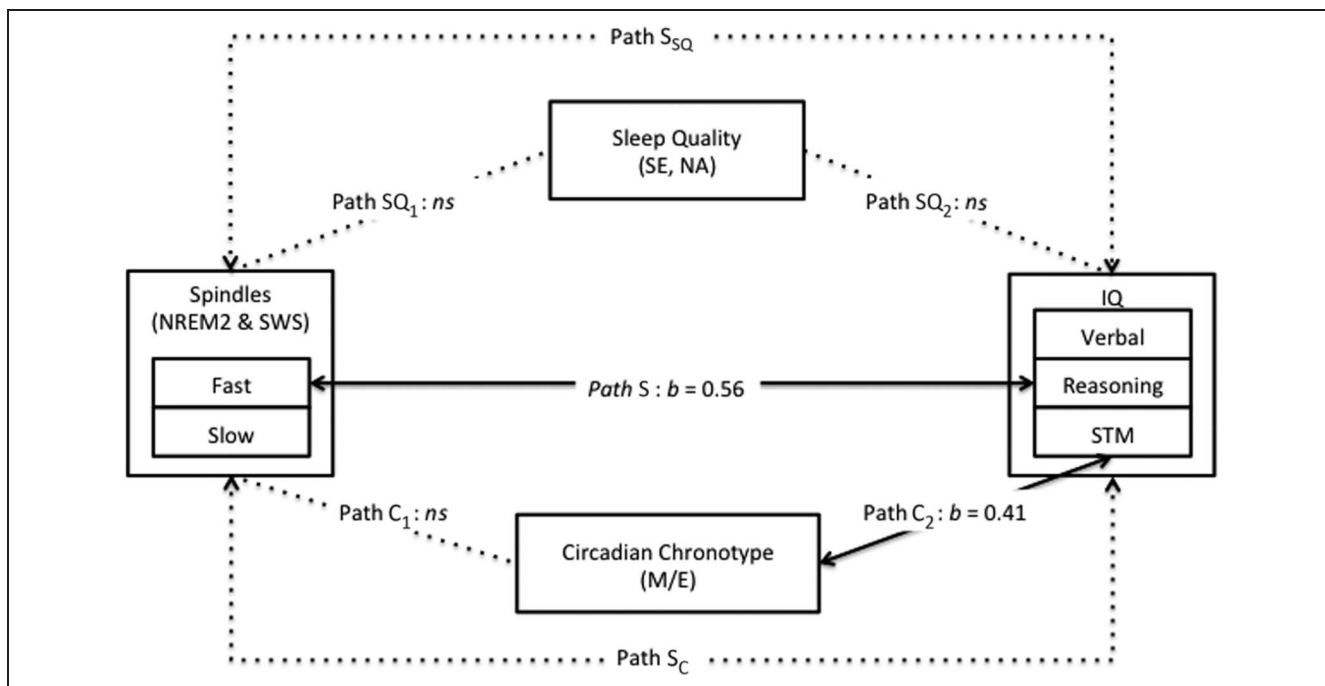 Path S_SQ
Sleep Quality
(SE, NA)
Path SQ_1 : ns
Path SQ_2 : ns
Spindles
(NREM2 & SWS)
Fast
Slow
IQ
Verbal
Reasoning
STM
Path S : b = 0.56
Path C_1 : ns
Path C_2 : b = 0.41
Circadian Chronotype
(M/E)
Path S_C